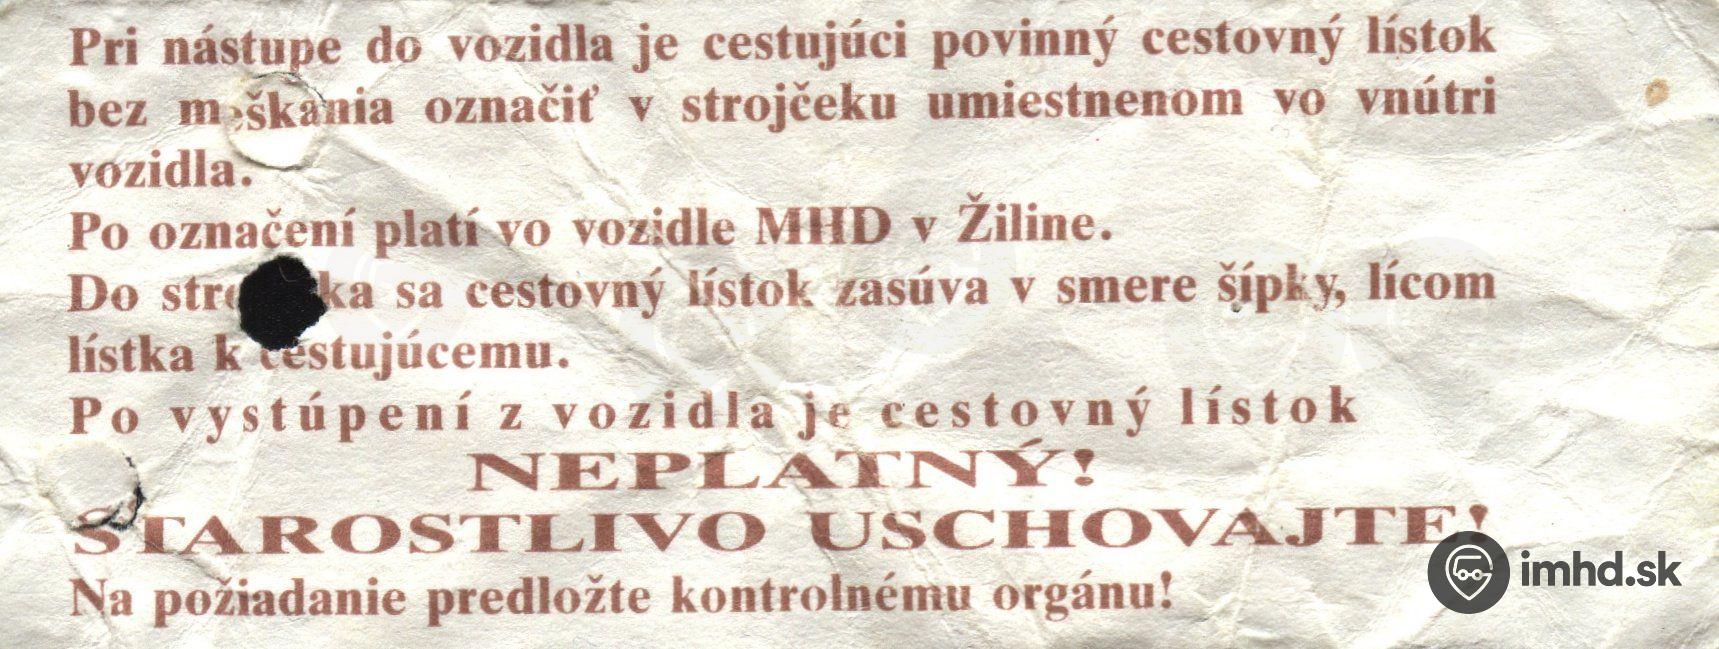 Pri nástupe do vozidla je cestujúci povinný cestovný lístok
bez meškania označiť v strojčeku umiestnenom vo vnútri
vozidla.
Po označení platí vo vozidle MHD v Žiline.
Do sa cestovný lístok zasúva v smere šípky, lícom
lístka k cestujúcemu.
Po vystúpení z vozidla je cestovný lístok
NEPLATNÝ!
STAROSTLIVO USCHOVAJTE!
Na požiadanie predložte kontrolnému orgánu!
imhd.sk